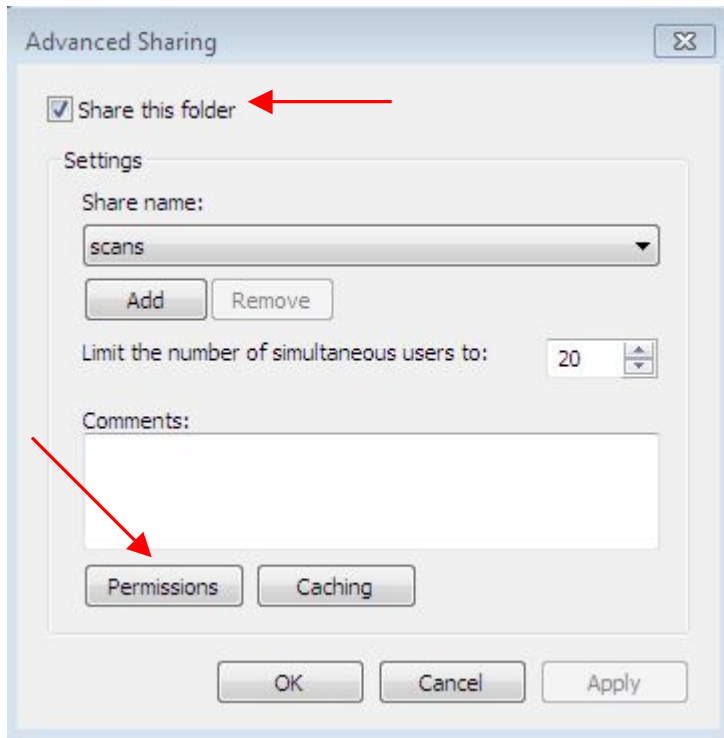 Advanced Sharing
Share this folder
Settings
Share name:
scans
Add Remove
Limit the number of simultaneous users to: 20
Comments:
Permissions Caching
OK Cancel Apply